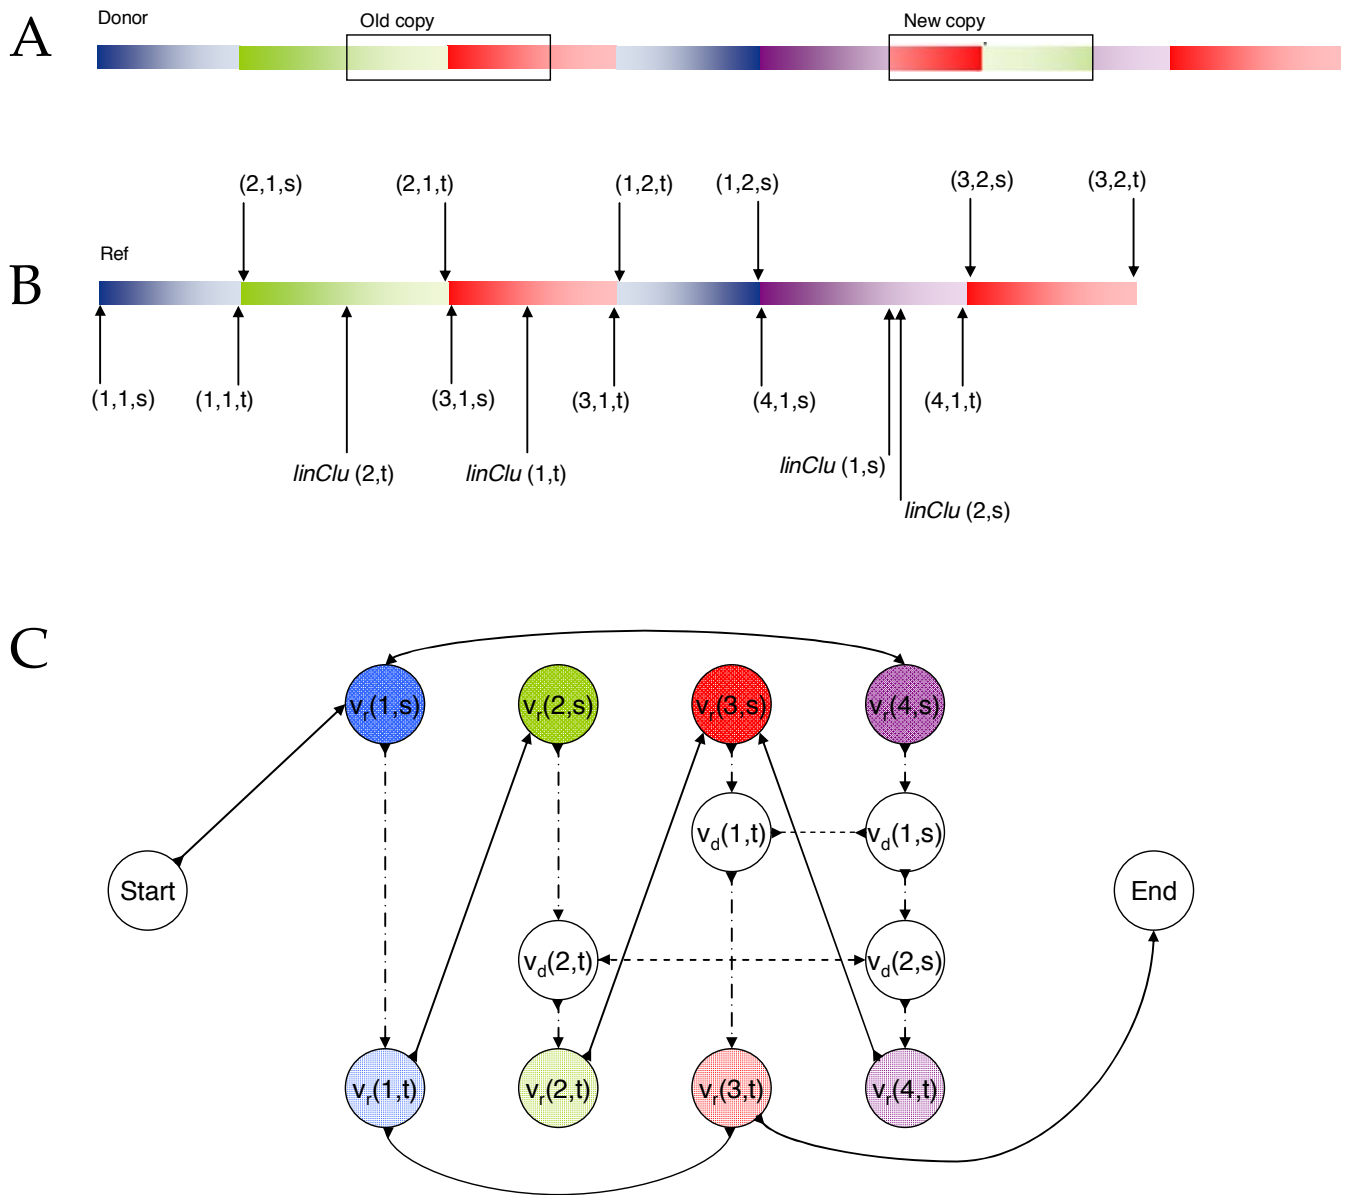 A
Donor
Old copy
New copy
(2,1,s)
(2,1,t)
(1,2,t)
(1,2,s)
(3,2,s)
(3,2,t)
B
Ref
(1,1,s)
(1,1,t)
(3,1,s)
(3,1,t)
(4,1,s)
(4,1,t)
linClu (2,t)
linClu (1,t)
linClu (1,s)
linClu (2,s)
C
vr(1,s)
vr(2,s)
vr(3,s)
vr(4,s)
vd(1,t)
vd(1,s)
Start
End
vd(2,t)
vd(2,s)
vr(1,t)
vr(2,t)
vr(3,t)
vr(4,t)